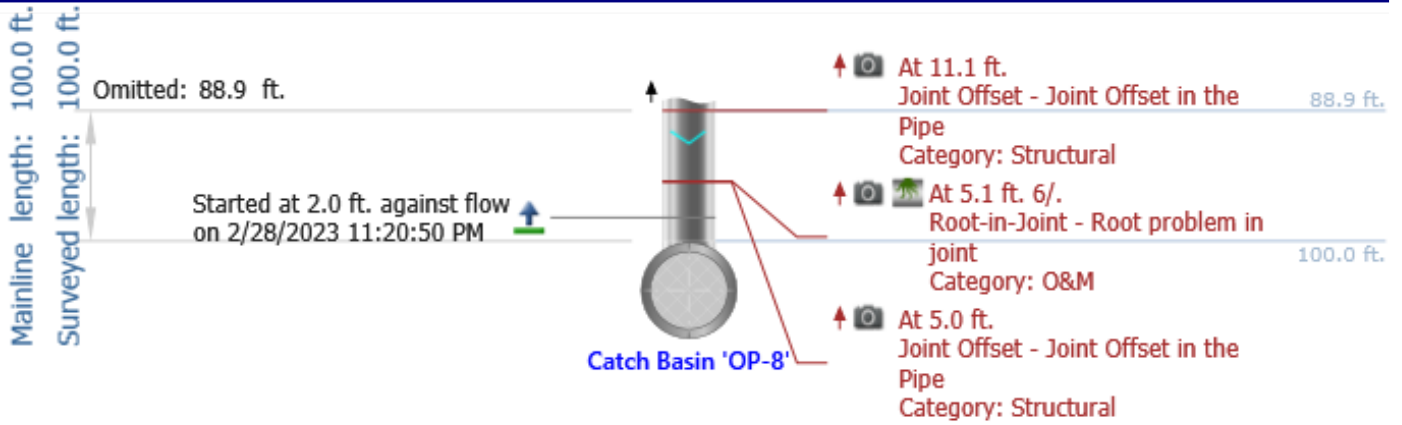 Mainline length: 100.0 ft.
Surveyed length: 100.0 ft.
Omitted: 88.9 ft.
Started at 2.0 ft. against flow
on 2/28/2023 11:20:50 PM
Catch Basin 'OP-8'
At 11.1 ft.
Joint Offset - Joint Offset in the
Pipe
Category: Structural
88.9 ft.
At 5.1 ft. 6/.
Root-in-Joint - Root problem in
joint
Category: O&M
100.0 ft.
At 5.0 ft.
Joint Offset - Joint Offset in the
Pipe
Category: Structural